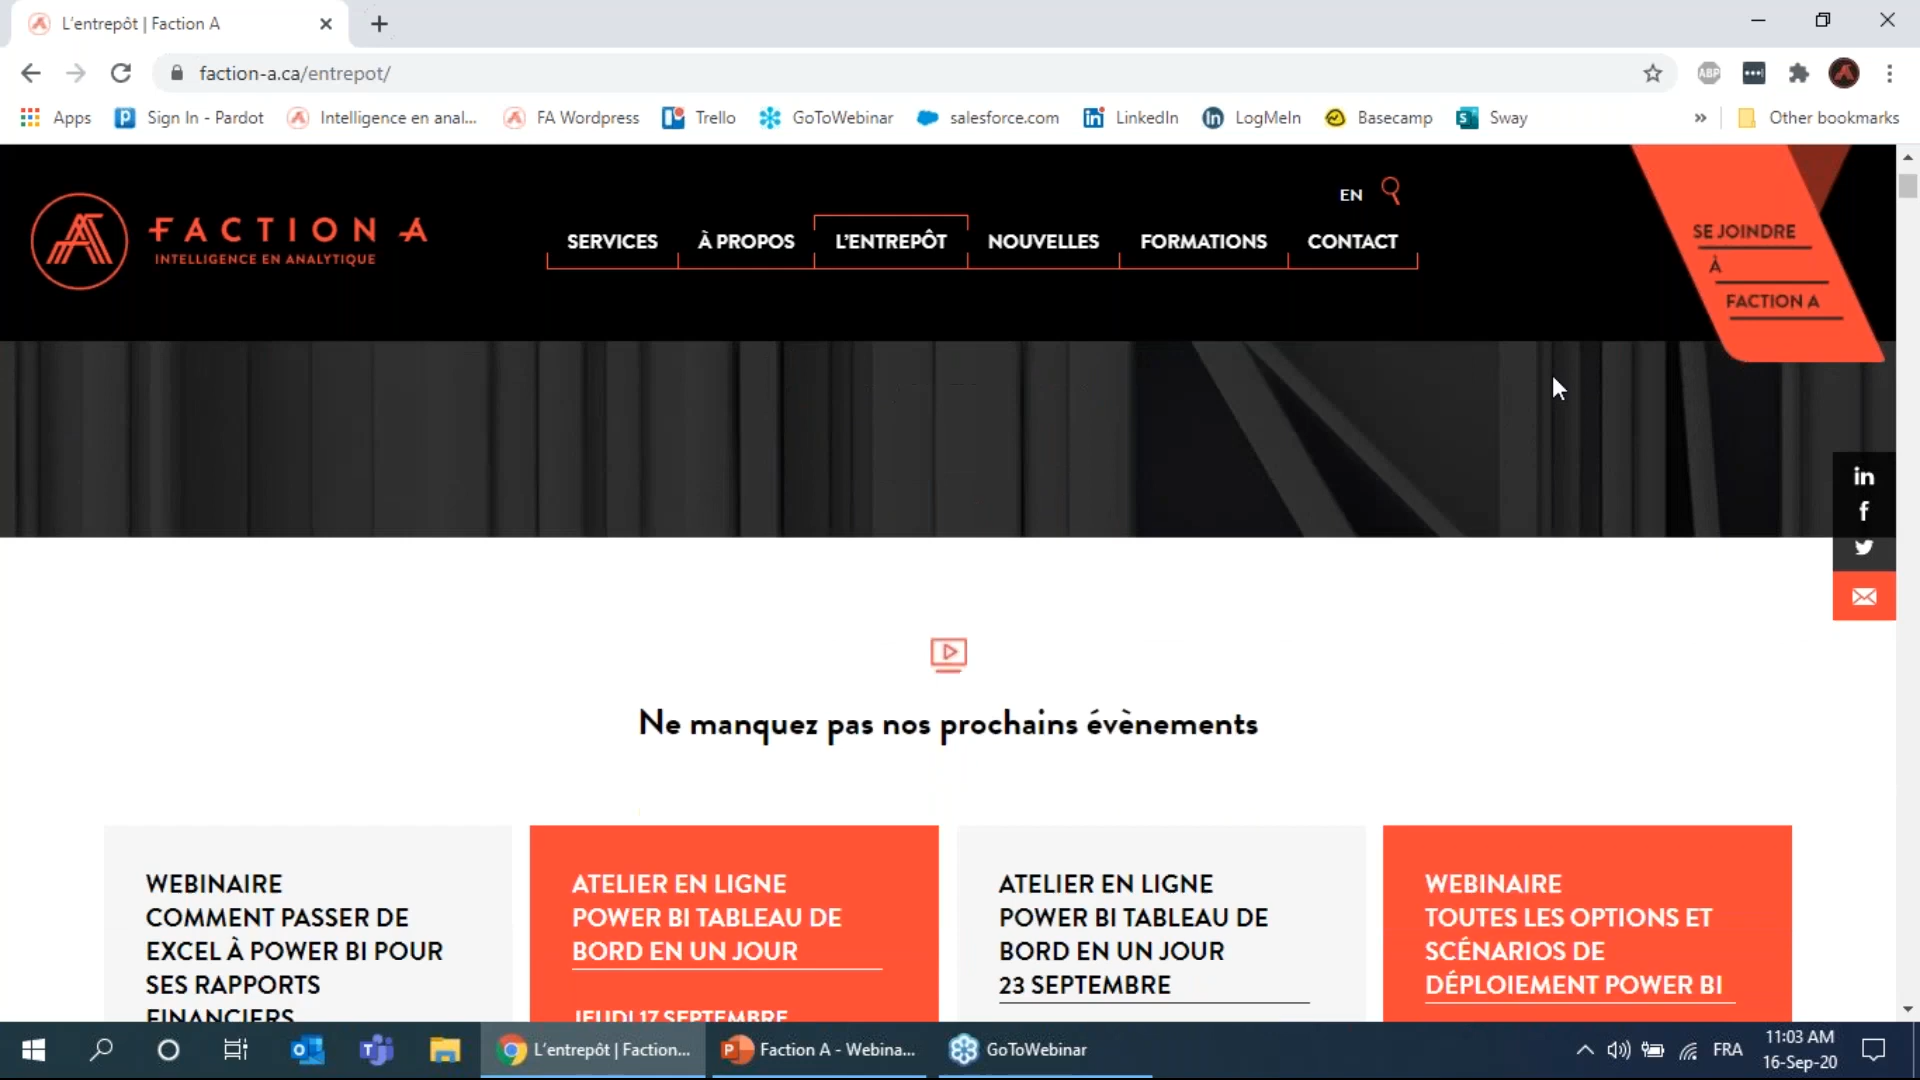 L'entrepôt | Faction A
faction-a.ca/entrepot/
ABP
Apps
Sign In - Pardot
Intelligence en anal...
FA Wordpress
Trello
GoToWebinar
salesforce.com
LinkedIn
LogMeIn
Basecamp
Sway
Other bookmarks
FACTION A
INTELLIGENCE EN ANALYTIQUE
EN
SERVICES
À PROPOS
L'ENTREPÔT
NOUVELLES
FORMATIONS
CONTACT
SE JOINDRE
À
FACTION A
Ne manquez pas nos prochains évènements
WEBINAIRE
COMMENT PASSER DE
EXCEL À POWER BI POUR
SES RAPPORTS
FINANCIERS
ATELIER EN LIGNE
POWER BI TABLEAU DE
BORD EN UN JOUR
JEUDI 17 SEPTEMBRE
ATELIER EN LIGNE
POWER BI TABLEAU DE
BORD EN UN JOUR
23 SEPTEMBRE
WEBINAIRE
TOUTES LES OPTIONS ET
SCÉNARIOS DE
DÉPLOIEMENT POWER BI
L'entrepôt | Faction...
Faction A - Webina...
GoToWebinar
FRA
11:03 AM
16-Sep-20